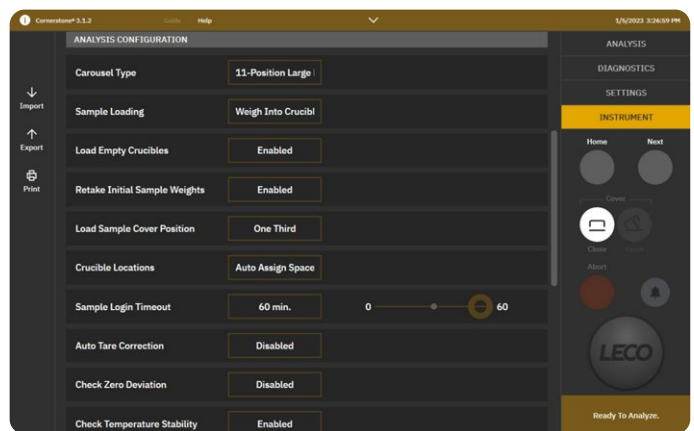 Cornerstone® 3.1.2 Guide Help 1/5/2023 3:26:59 PM
ANALYSIS CONFIGURATION
Carousel Type 11-Position Large
Sample Loading Weigh Into Crucibl
Load Empty Crucibles Enabled
Retake Initial Sample Weights Enabled
Load Sample Cover Position One Third
Crucible Locations Auto Assign Space
Sample Login Timeout 60 min. 0 60
Auto Tare Correction Disabled
Check Zero Deviation Disabled
Check Temperature Stability Enabled
Import
Export
Print
ANALYSIS
DIAGNOSTICS
SETTINGS
INSTRUMENT
Home Next
Cover
Close
Abort
LECO
Ready To Analyze.